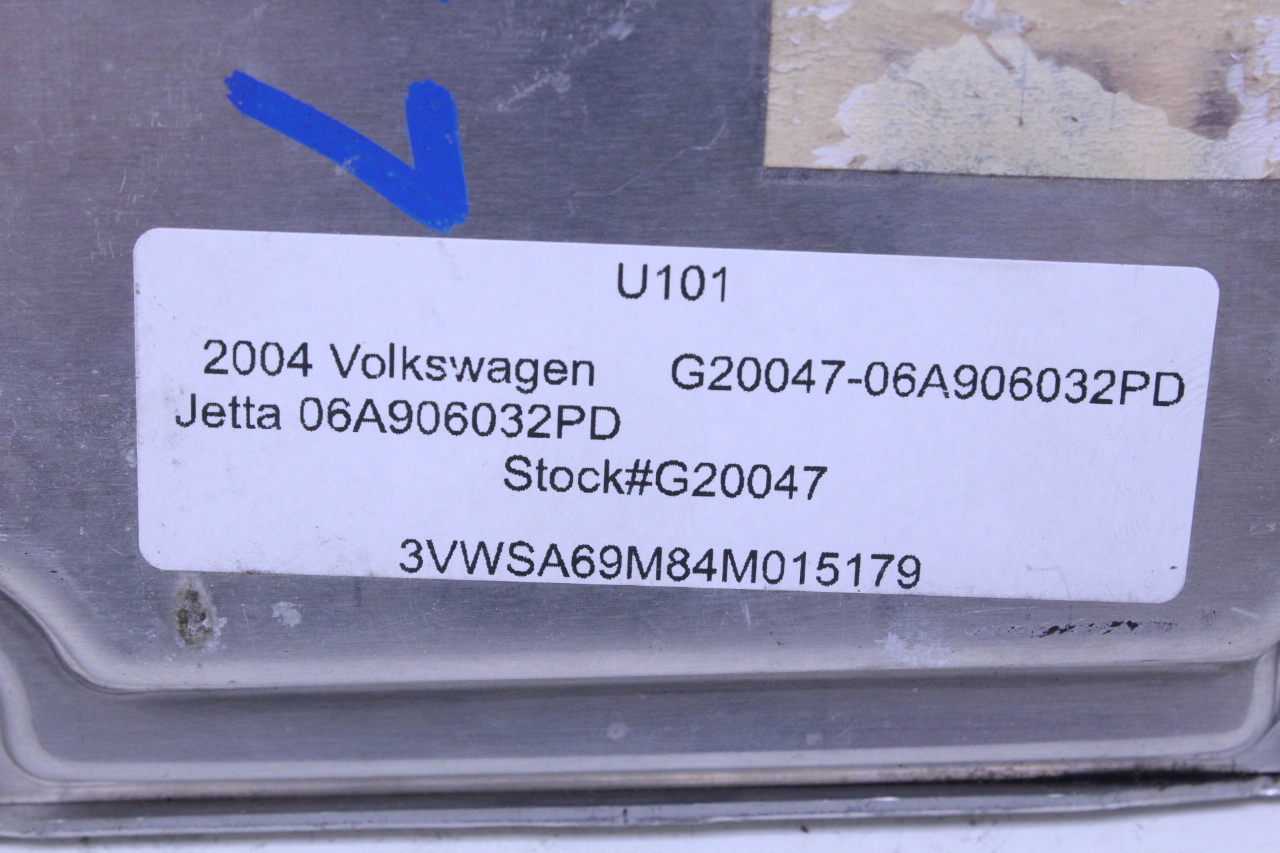 U101
2004 Volkswagen G20047-06A906032PD
Jetta 06A906032PD
Stock#G20047
3VWSA69M84M015179